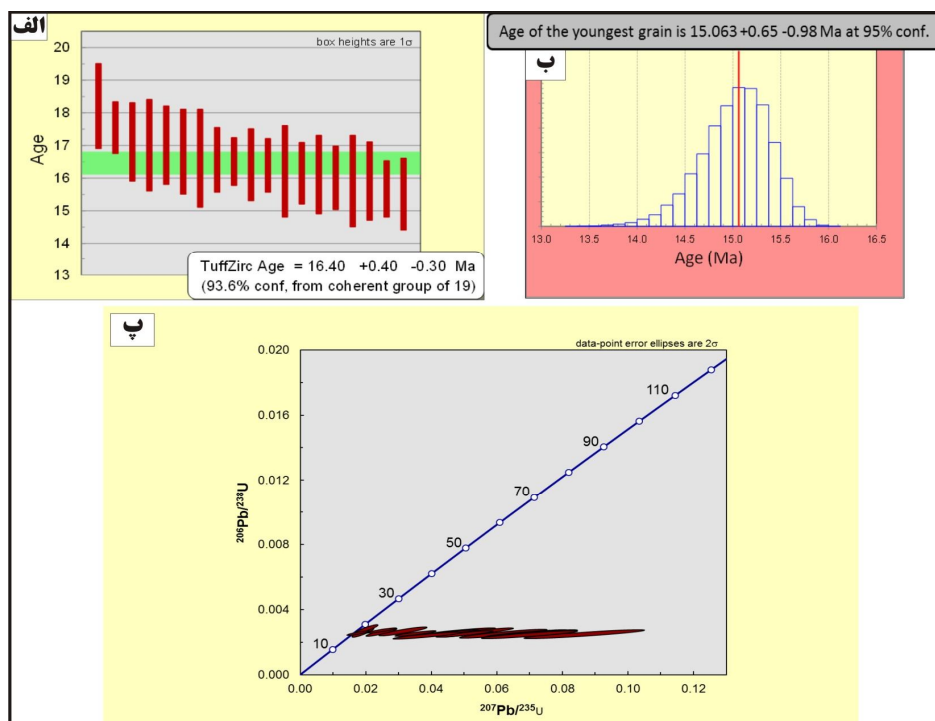 الف
box heights are 1σ
20
19
18
17
16
15
14
13
Age
TuffZirc Age = 16.40 +0.40 -0.30 Ma
(93.6% conf, from coherent group of 19)
Age of the youngest grain is 15.063 +0.65 -0.98 Ma at 95% conf.
ب
13.0 13.5 14.0 14.5 15.0 15.5 16.0 16.5
Age (Ma)
پ
data-point error ellipses are 2σ
0.020
0.016
0.012
0.008
0.004
0.000
206Pb/238U
110
90
70
50
30
10
0.00 0.02 0.04 0.06 0.08 0.10 0.12
207Pb/235U